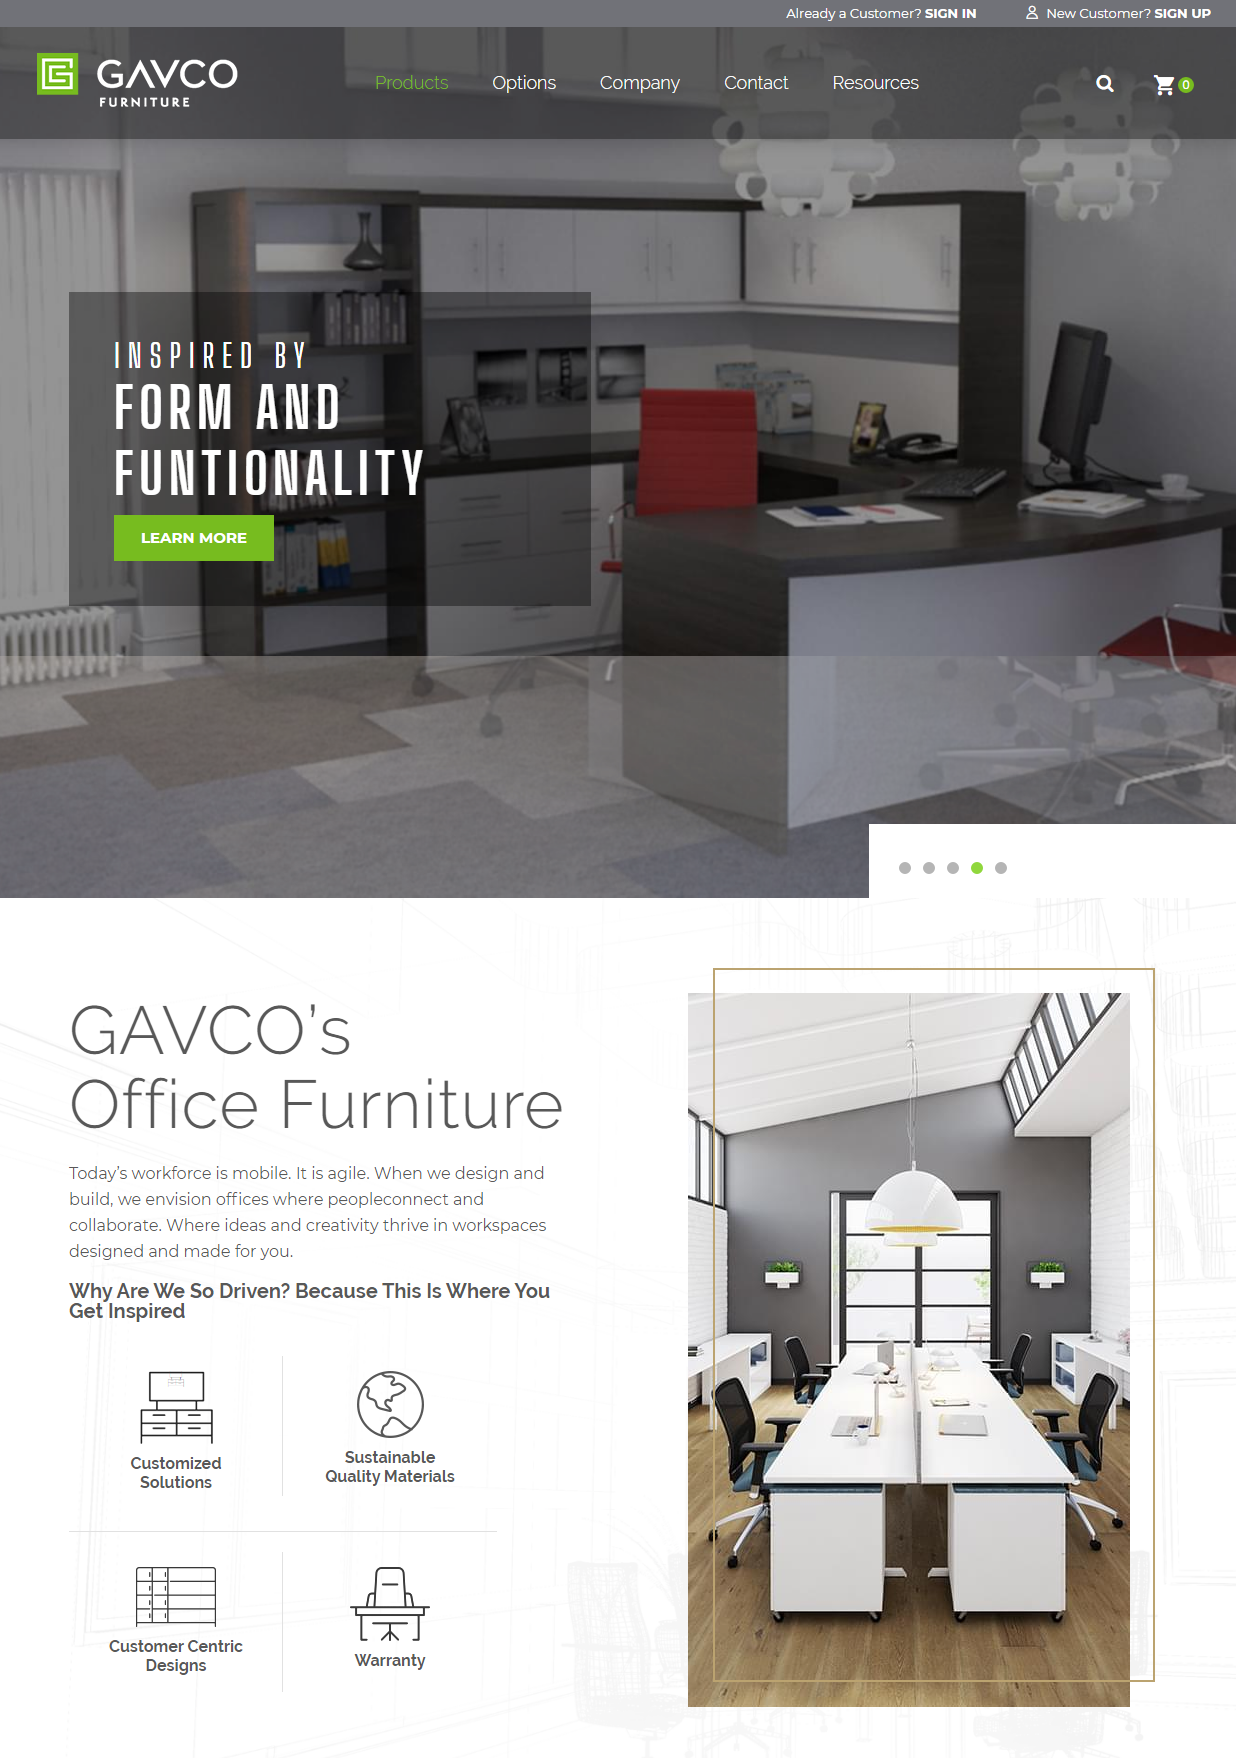 Already a Customer? SIGN IN
New Customer? SIGN UP
GAVCO
FURNITURE
Products
Options
Company
Contact
Resources
0
INSPIRED BY
FORM AND
FUNTIONALITY
LEARN MORE
GAVCO's
Office Furniture
Today's workforce is mobile. It is agile. When we design and
build, we envision offices where peopleconnect and
collaborate. Where ideas and creativity thrive in workspaces
designed and made for you.
Why Are We So Driven? Because This Is Where You
Get Inspired
Customized
Solutions
Sustainable
Quality Materials
Customer Centric
Designs
Warranty